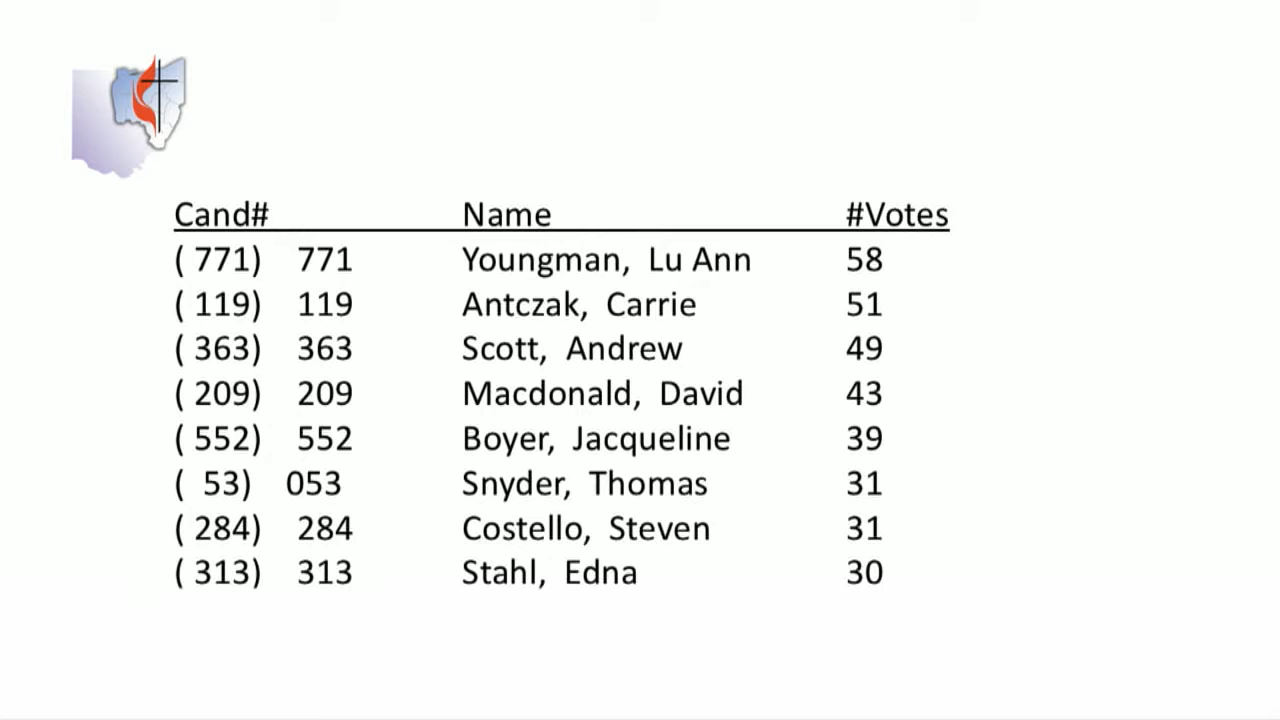 Cand# Name #Votes
( 771) 771 Youngman, Lu Ann 58
( 119) 119 Antczak, Carrie 51
( 363) 363 Scott, Andrew 49
( 209) 209 Macdonald, David 43
( 552) 552 Boyer, Jacqueline 39
( 53) 053 Snyder, Thomas 31
( 284) 284 Costello, Steven 31
( 313) 313 Stahl, Edna 30